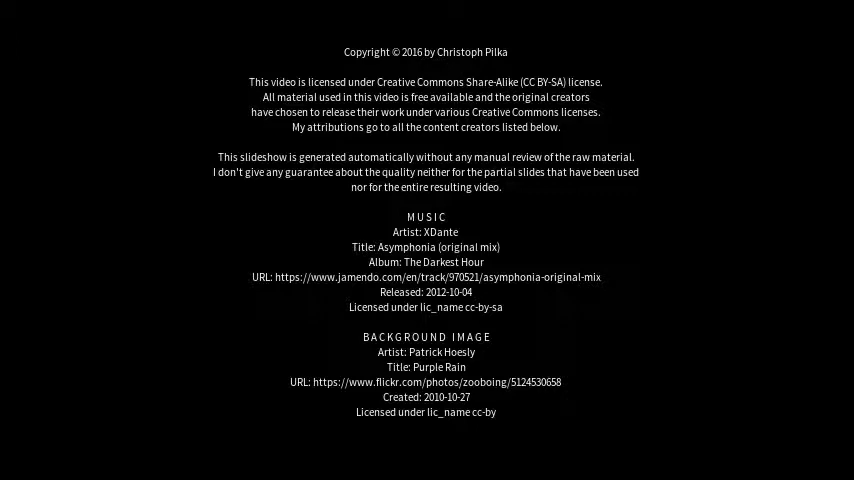 Copyright © 2016 by Christoph Pilka
This video is licensed under Creative Commons Share-Alike (CC BY-SA) license.
All material used in this video is free available and the original creators
have chosen to release their work under various Creative Commons licenses.
My attributions go to all the content creators listed below.
This slideshow is generated automatically without any manual review of the raw material.
I don't give any guarantee about the quality neither for the partial slides that have been used
nor for the entire resulting video.
MUSIC
Artist: XDante
Title: Asymphonia (original mix)
Album: The Darkest Hour
URL: https://www.jamendo.com/en/track/970521/asymphonia-original-mix
Released: 2012-10-04
Licensed under lic_name cc-by-sa
BACKGROUND IMAGE
Artist: Patrick Hoesly
Title: Purple Rain
URL: https://www.flickr.com/photos/zooboing/5124530658
Created: 2010-10-27
Licensed under lic_name cc-by